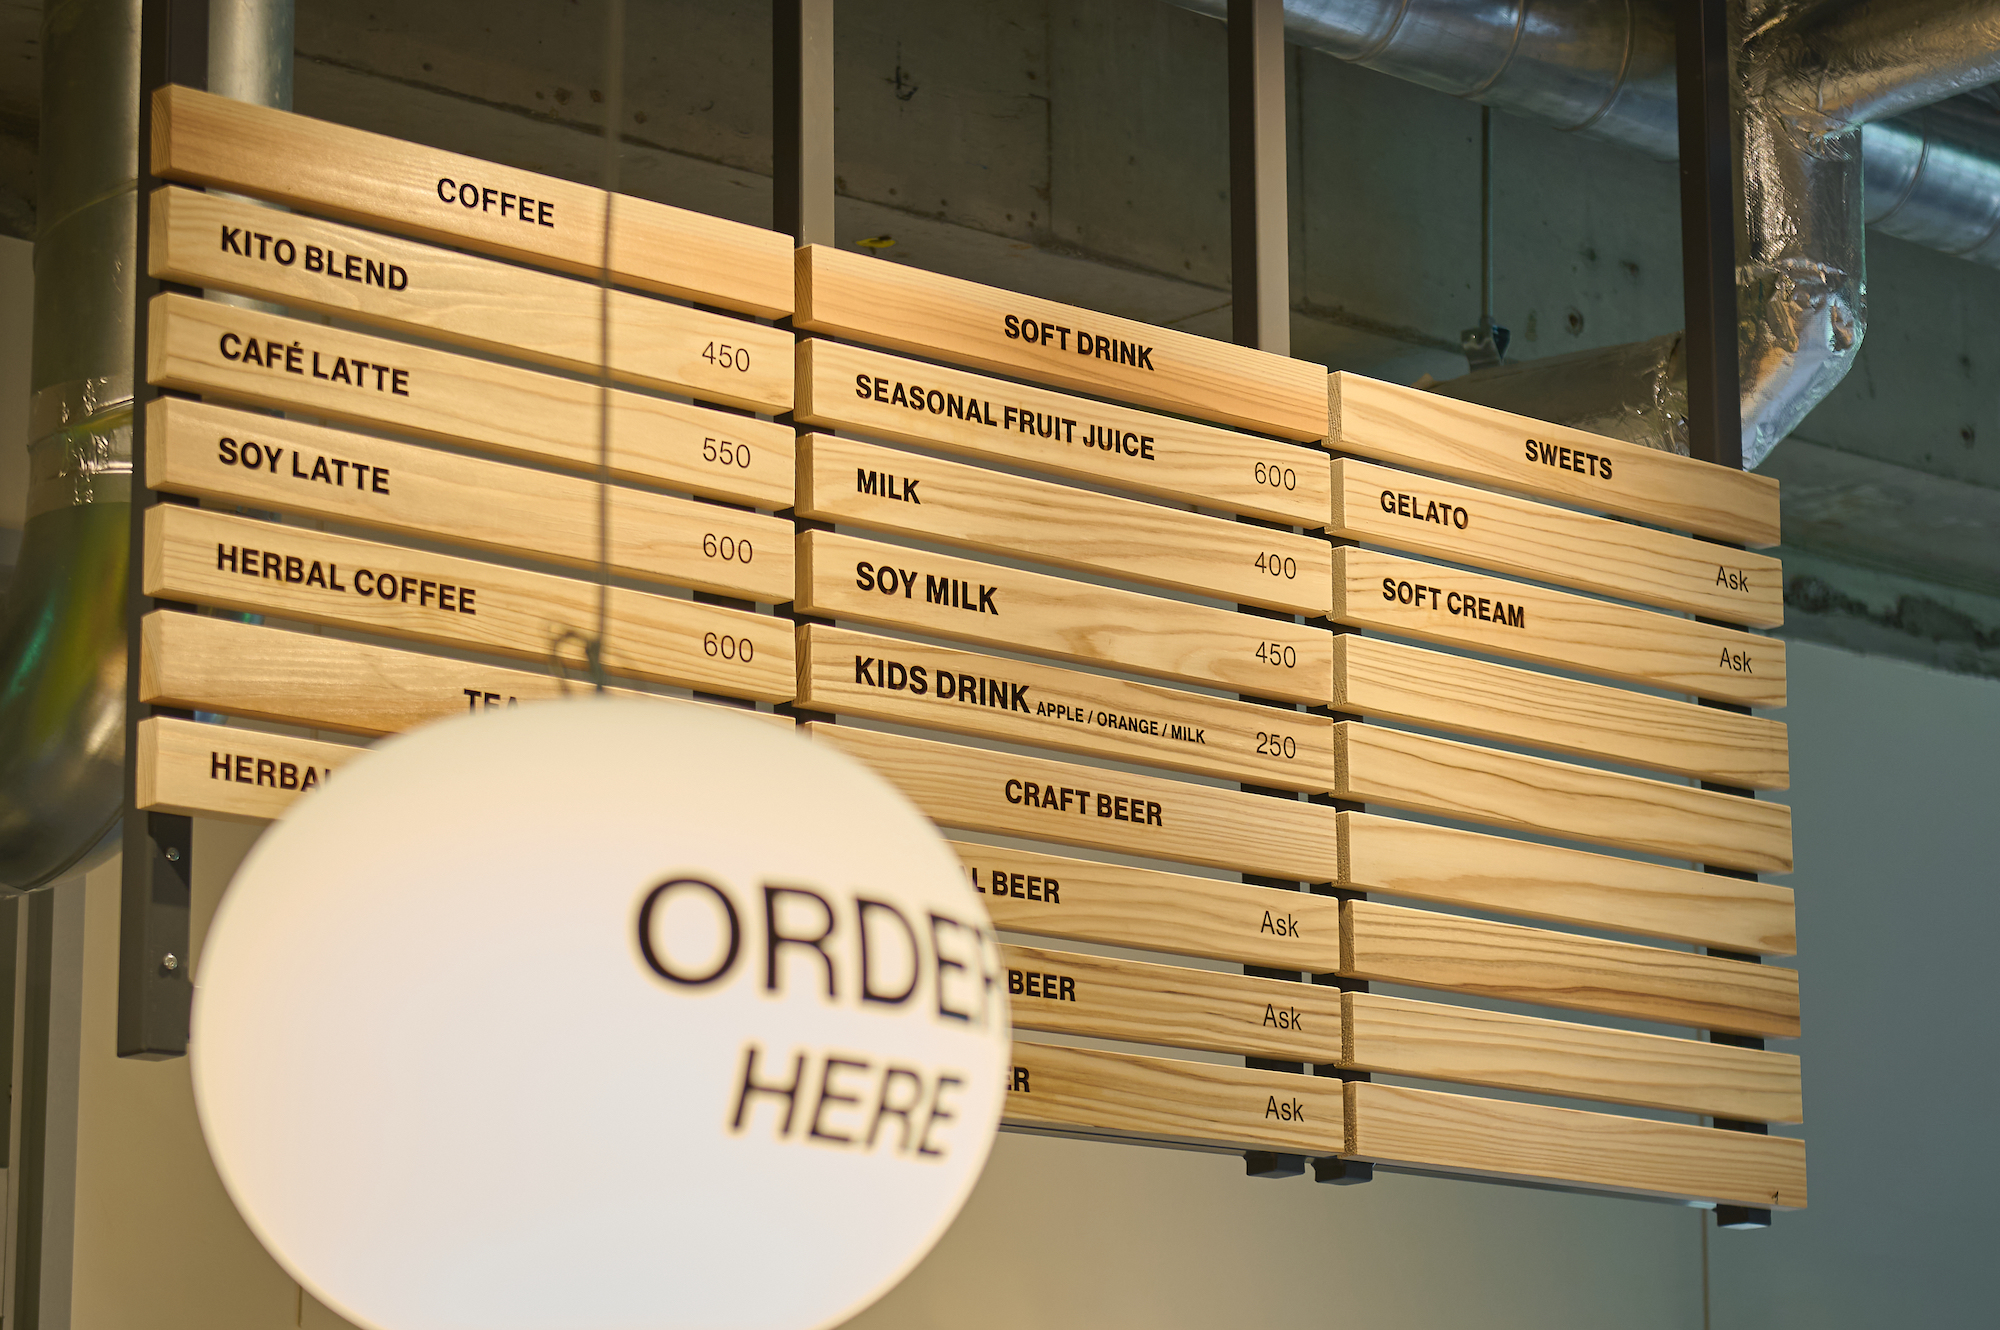 COFFEE
KITO BLEND 450
CAFÉ LATTE 550
SOY LATTE 600
HERBAL COFFEE 600
SOFT DRINK
SEASONAL FRUIT JUICE 600
MILK 400
SOY MILK 450
KIDS DRINK APPLE / ORANGE / MILK 250
CRAFT BEER
BEER Ask
BEER Ask
Ask
SWEETS
GELATO Ask
SOFT CREAM Ask
ORDER
HERE